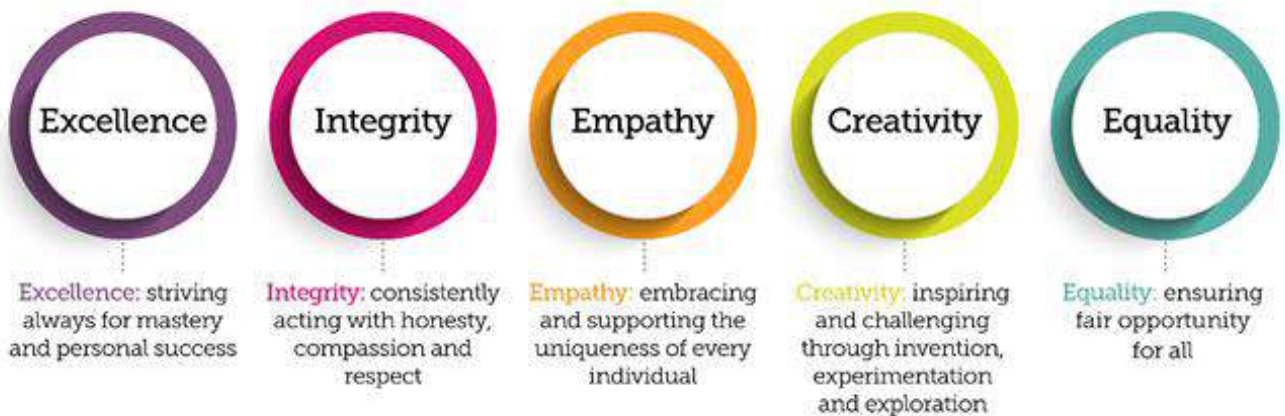 Excellence
Integrity
Empathy
Creativity
Equality
Excellence: striving
always for mastery
and personal success
Integrity: consistently
acting with honesty,
compassion and
respect
Empathy: embracing
and supporting the
uniqueness of every
individual
Creativity: inspiring
and challenging
through invention,
experimentation
and exploration
Equality: ensuring
fair opportunity
for all